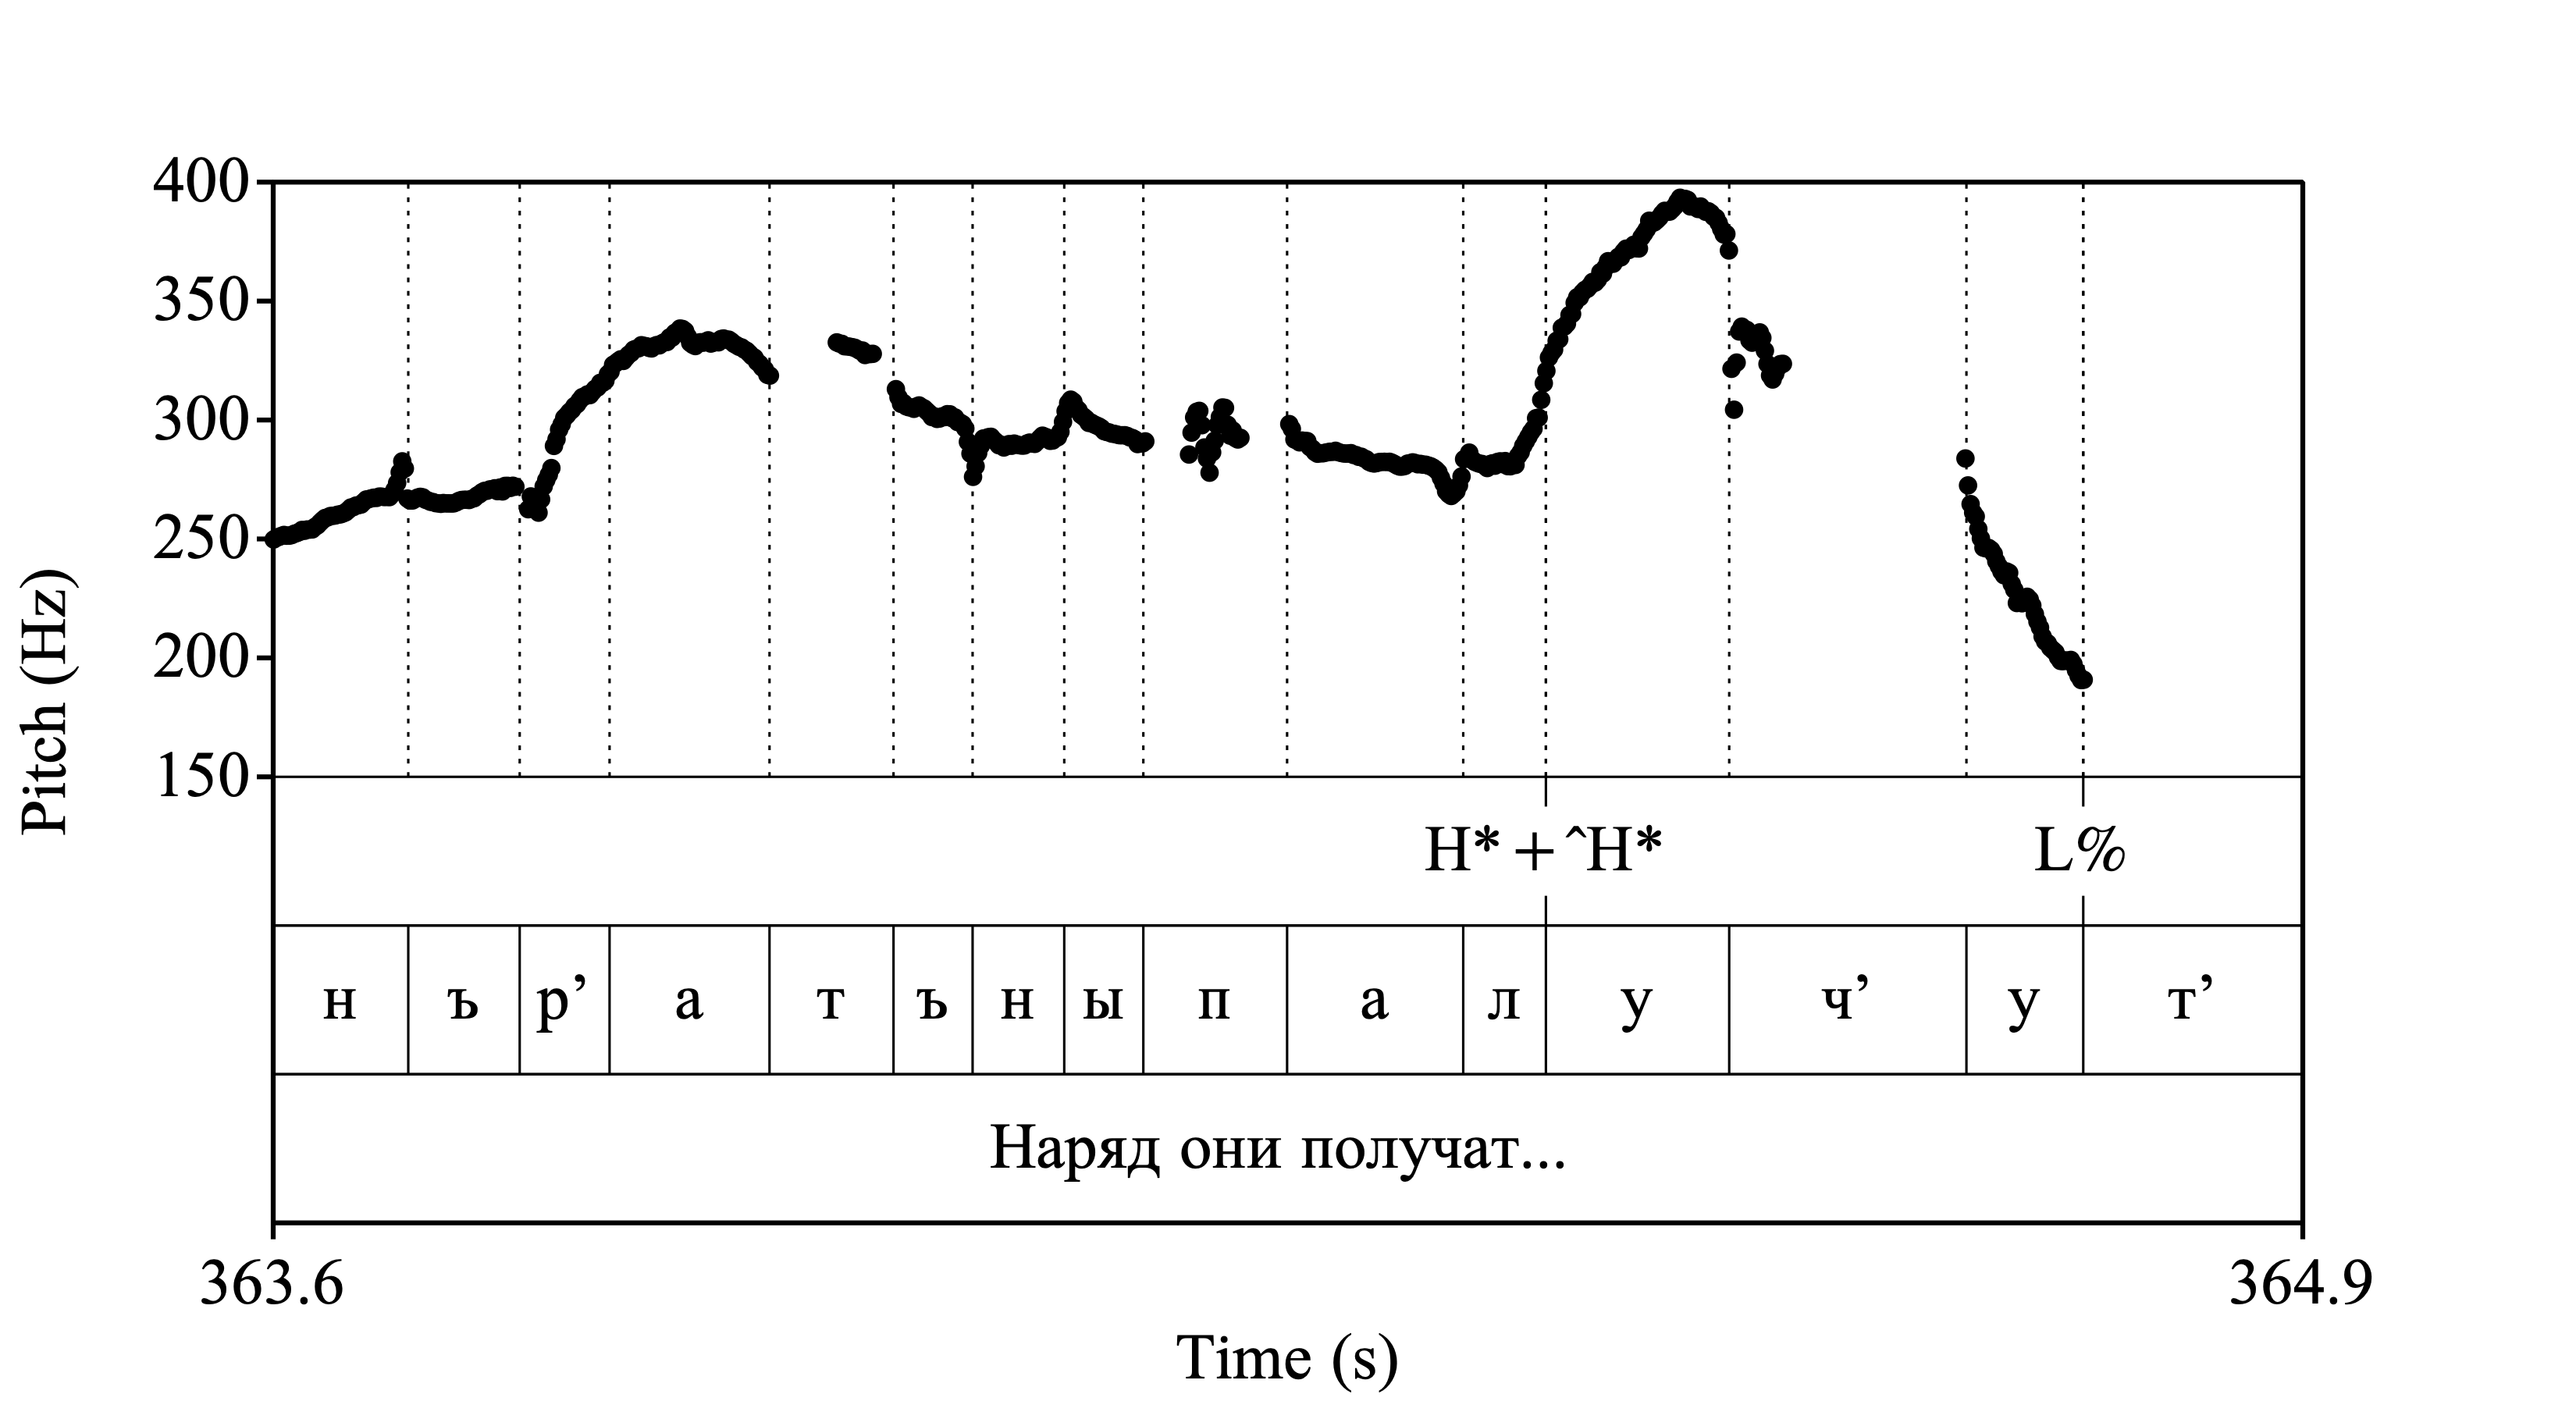 400
350
300
250
200
150
Pitch (Hz)
H* + ˆH* L%
н ъ р’ а т ъ н ы п а л у ч’ у т’
Наряд они получат...
363.6 364.9
Time (s)